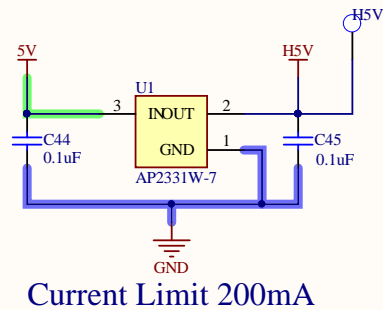 H5V
5V
H5V
U1
3
INOUT
2
GND
1
C44
0.1uF
C45
0.1uF
AP2331W-7
GND
Current Limit 200mA